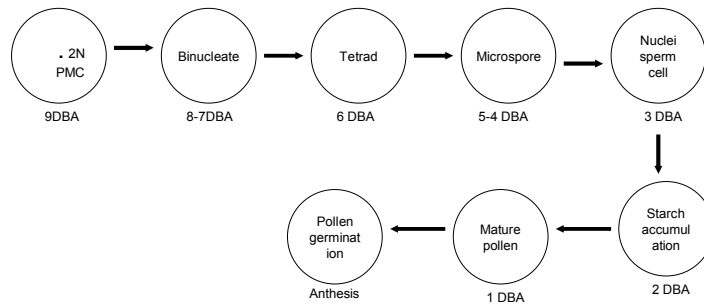 . 2N
PMC
9DBA
Binucleate
8-7DBA
Tetrad
6 DBA
Microspore
5-4 DBA
Nuclei
sperm
cell
3 DBA
Starch
accumul
ation
2 DBA
Mature
pollen
1 DBA
Pollen
germinat
ion
Anthesis